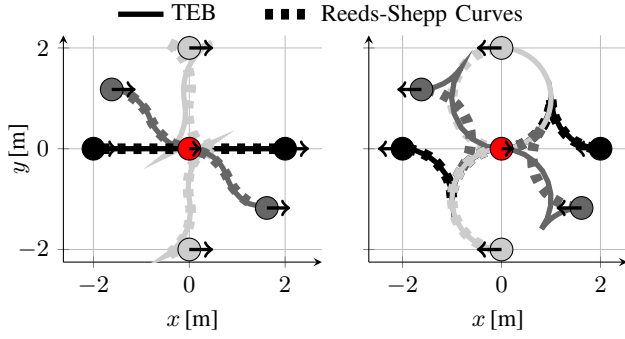 TEB Reeds-Shepp Curves
2
0
−2
y [m]
−2 0 2
x [m]
−2 0 2
x [m]